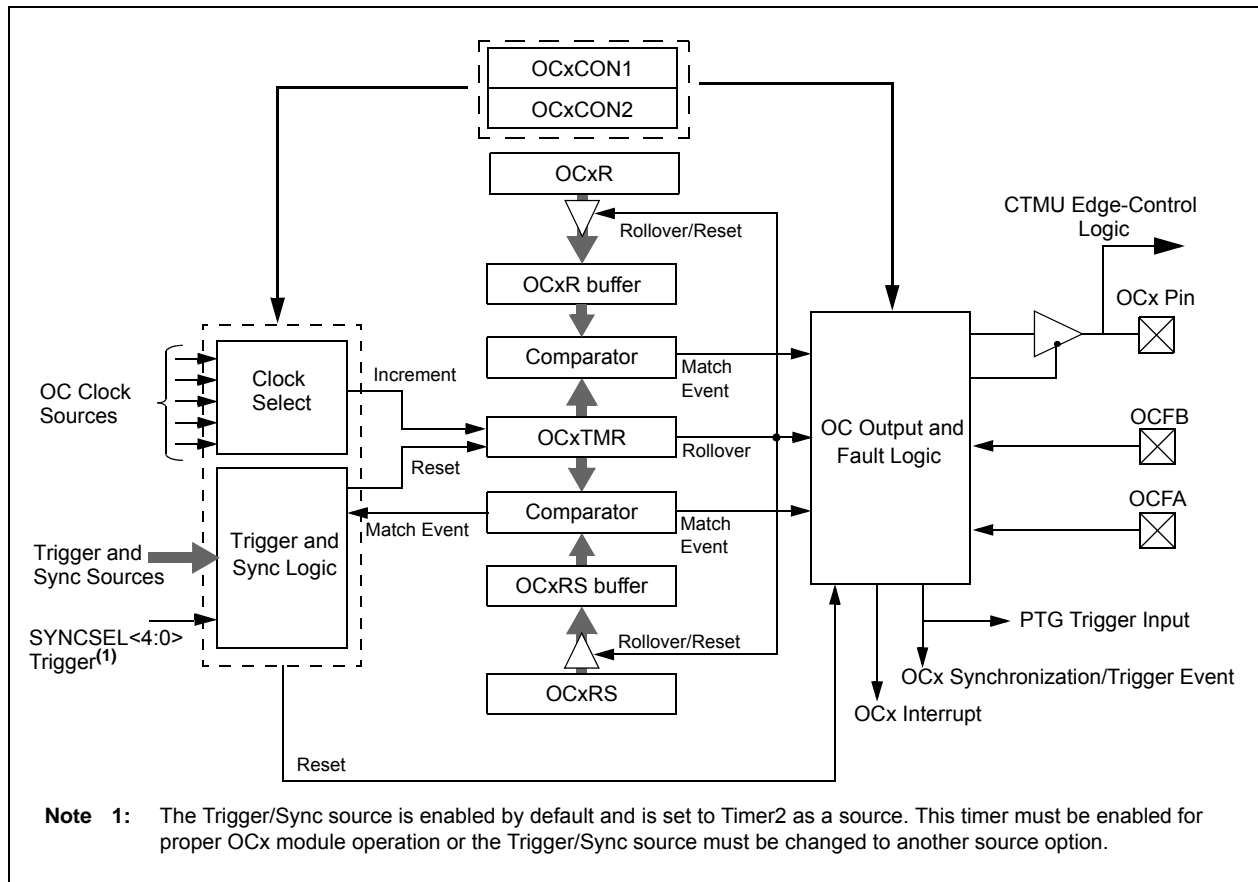 OCxCON1
OCxCON2
OCxR
Rollover/Reset
CTMU Edge-Control
Logic
OCxR buffer
OCx Pin
Comparator
Match
Event
OC Clock
Sources
Clock
Select
Increment
OCxTMR
Rollover
Reset
OC Output and
Fault Logic
OCFB
OCFA
Comparator
Match Event
Match
Event
Trigger and
Sync Sources
Trigger and
Sync Logic
OCxRS buffer
SYNCSEL<4:0>
Trigger(1)
Rollover/Reset
OCxRS
PTG Trigger Input
OCx Synchronization/Trigger Event
OCx Interrupt
Reset
Note 1: The Trigger/Sync source is enabled by default and is set to Timer2 as a source. This timer must be enabled for
proper OCx module operation or the Trigger/Sync source must be changed to another source option.